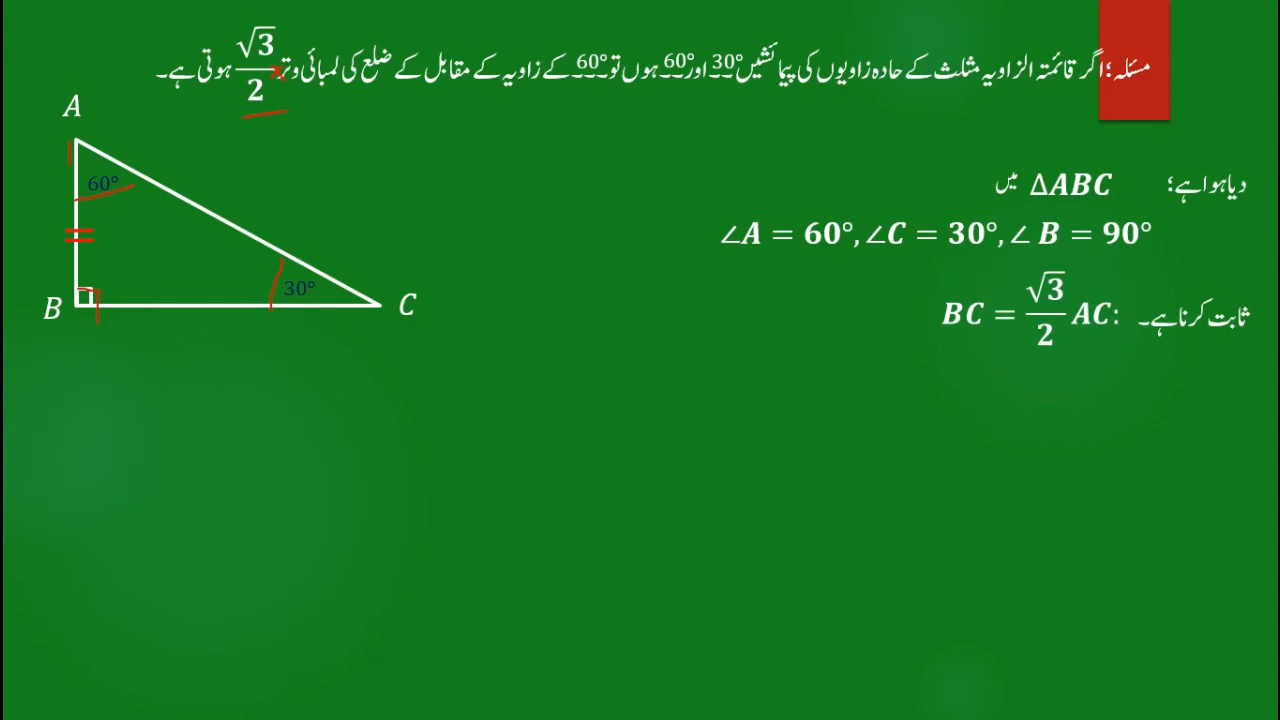 مسئلہ؛ اگر قائمتہ الزاویہ مثلث کے حادہ زاویوں کی پیمائشیں 30° اور 60° ہوں تو 60° کے زاویہ کے مقابل کے ضلع کی لمبائی وتر × √3/2 ہوتی ہے۔
A
60°
B
30°
C
دیا ہوا ہے؛ ΔABC میں
∠A = 60°, ∠C = 30°, ∠ B = 90°
ثابت کرنا ہے۔ BC = √3/2 AC: